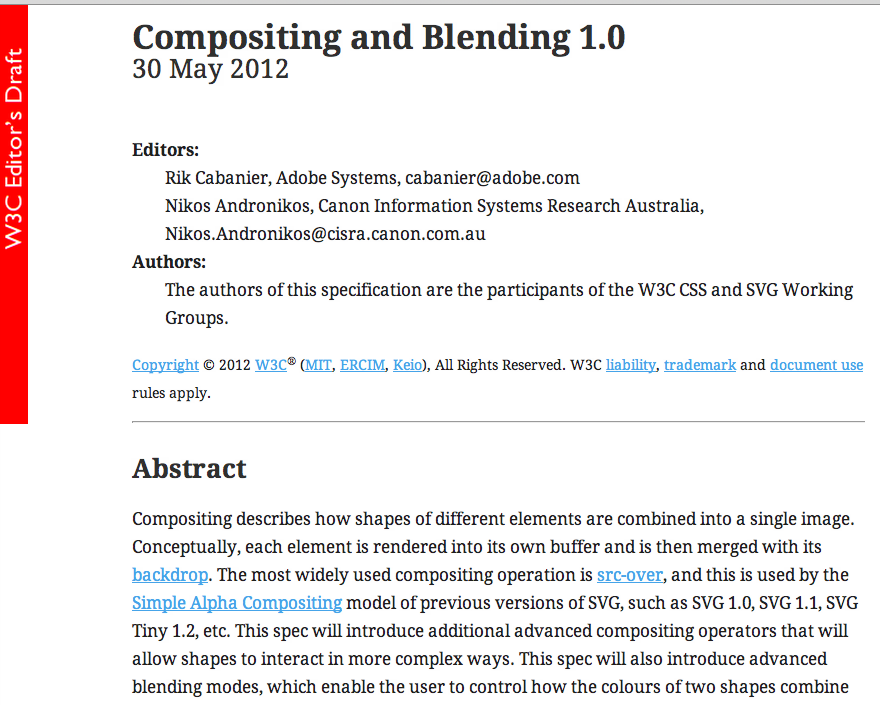 W3C Editor's Draft
Compositing and Blending 1.0
30 May 2012
Editors:
Rik Cabanier, Adobe Systems, cabanier@adobe.com
Nikos Andronikos, Canon Information Systems Research Australia,
Nikos.Andronikos@cisra.canon.com.au
Authors:
The authors of this specification are the participants of the W3C CSS and SVG Working
Groups.
Copyright © 2012 W3C® (MIT, ERCIM, Keio), All Rights Reserved. W3C liability, trademark and document use
rules apply.
Abstract
Compositing describes how shapes of different elements are combined into a single image.
Conceptually, each element is rendered into its own buffer and is then merged with its
backdrop. The most widely used compositing operation is src-over, and this is used by the
Simple Alpha Compositing model of previous versions of SVG, such as SVG 1.0, SVG 1.1, SVG
Tiny 1.2, etc. This spec will introduce additional advanced compositing operators that will
allow shapes to interact in more complex ways. This spec will also introduce advanced
blending modes, which enable the user to control how the colours of two shapes combine